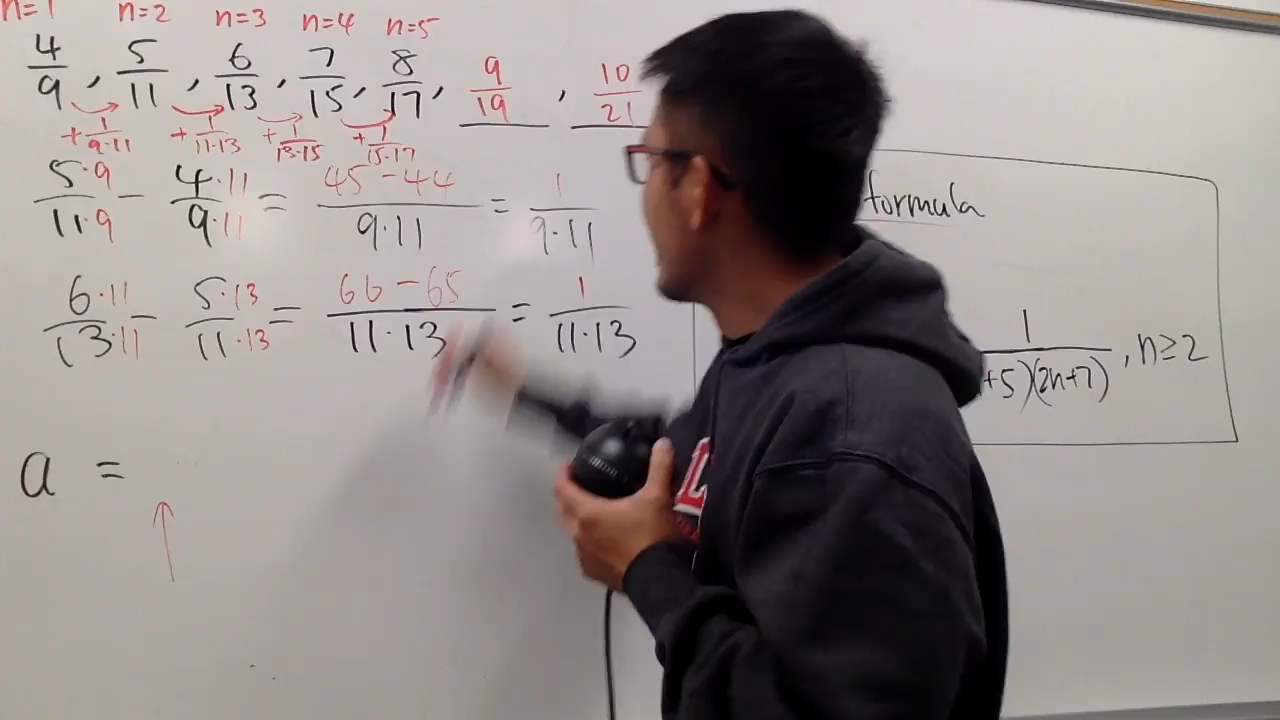 n=1 n=2 n=3 n=4 n=5
4/9, 5/11, 6/13, 7/15, 8/17, 9/19, 10/21
+1/9·11 +1/11·13 +1/13·15 +1/15·17
5·9/11·9 - 4·11/9·11 = 45-44/9·11 = 1/9·11
6·11/13·11 - 5·13/11·13 = 66-65/11·13 = 1/11·13
a =
formula
1/+5)(2n+7), n≥2